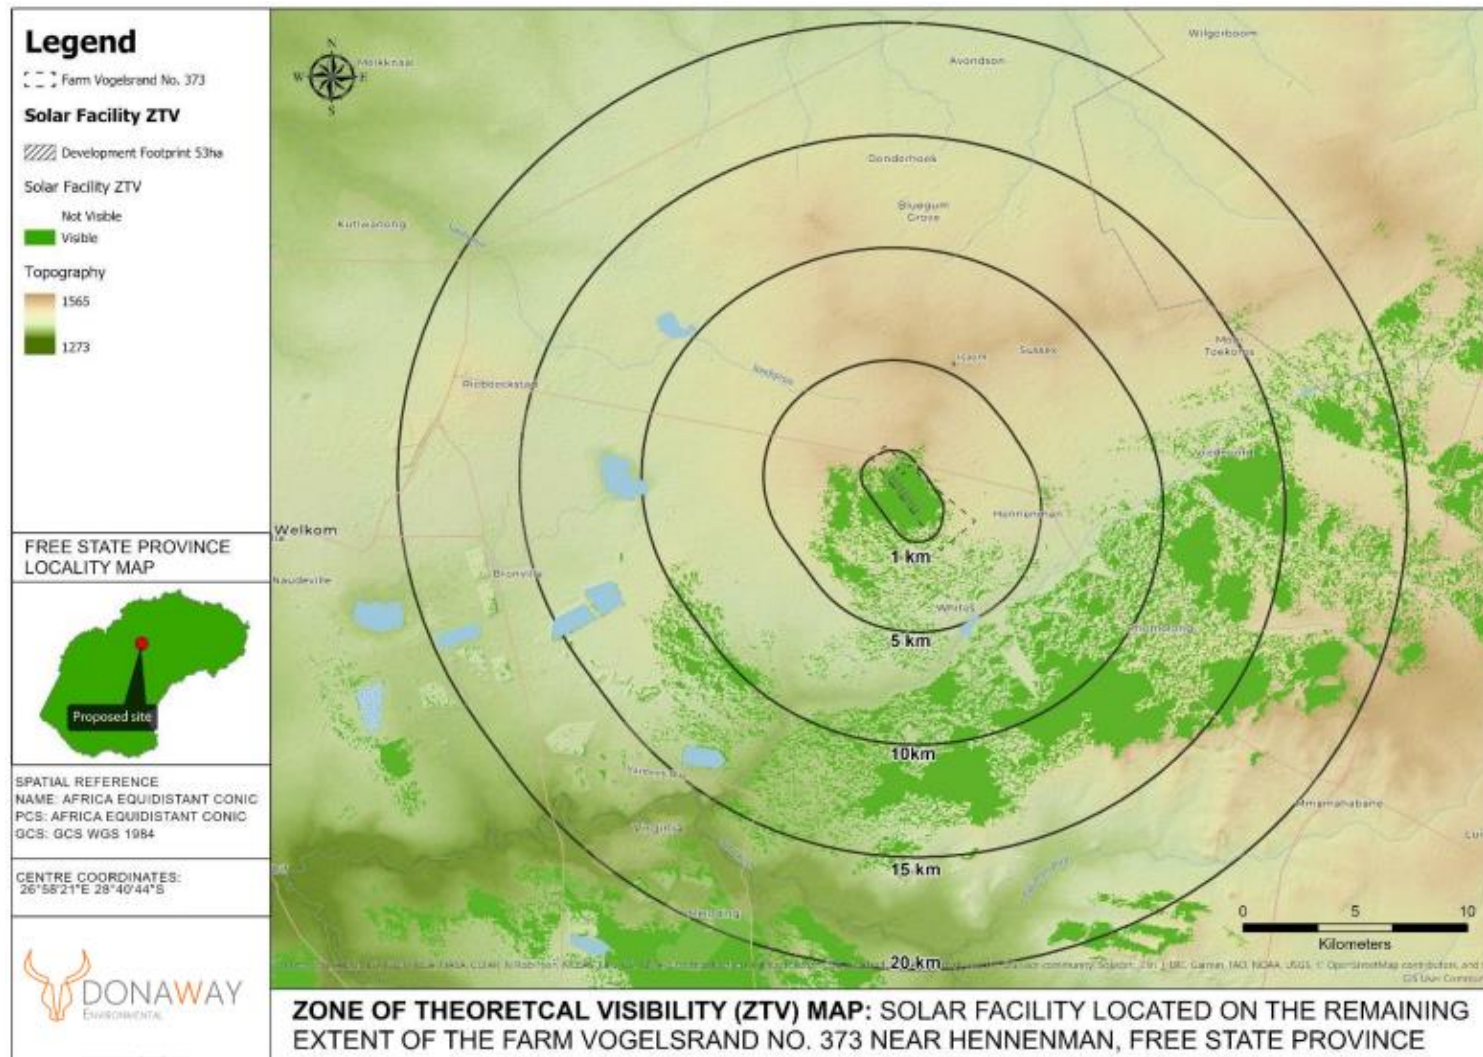 Legend
Farm Vogelsrand No. 373
Solar Facility ZTV
Development Footprint 53ha
Solar Facility ZTV
Not Visible
Visible
Topography
1565
1273
FREE STATE PROVINCE
LOCALITY MAP
Proposed site
SPATIAL REFERENCE
NAME: AFRICA EQUIDISTANT CONIC
PCS: AFRICA EQUIDISTANT CONIC
GCS: GCS WGS 1984
CENTRE COORDINATES:
26°58'21"E 28°40'44"S
DONAWAY
ENVIRONMENTAL
N
W E
S
Wilgerboom
Avondson
Donderhoek
Bluegum
Grove
Kutlwanong
Sussex
Riebeeckstad
Hennenman
Welkom
Naudeville
Bronville
1 km
Whites
5 km
Phomolong
10km
Mmamahabane
Virginia
15 km
Meloding
20 km
0 5 10
Kilometers
ZONE OF THEORETCAL VISIBILITY (ZTV) MAP: SOLAR FACILITY LOCATED ON THE REMAINING
EXTENT OF THE FARM VOGELSRAND NO. 373 NEAR HENNENMAN, FREE STATE PROVINCE